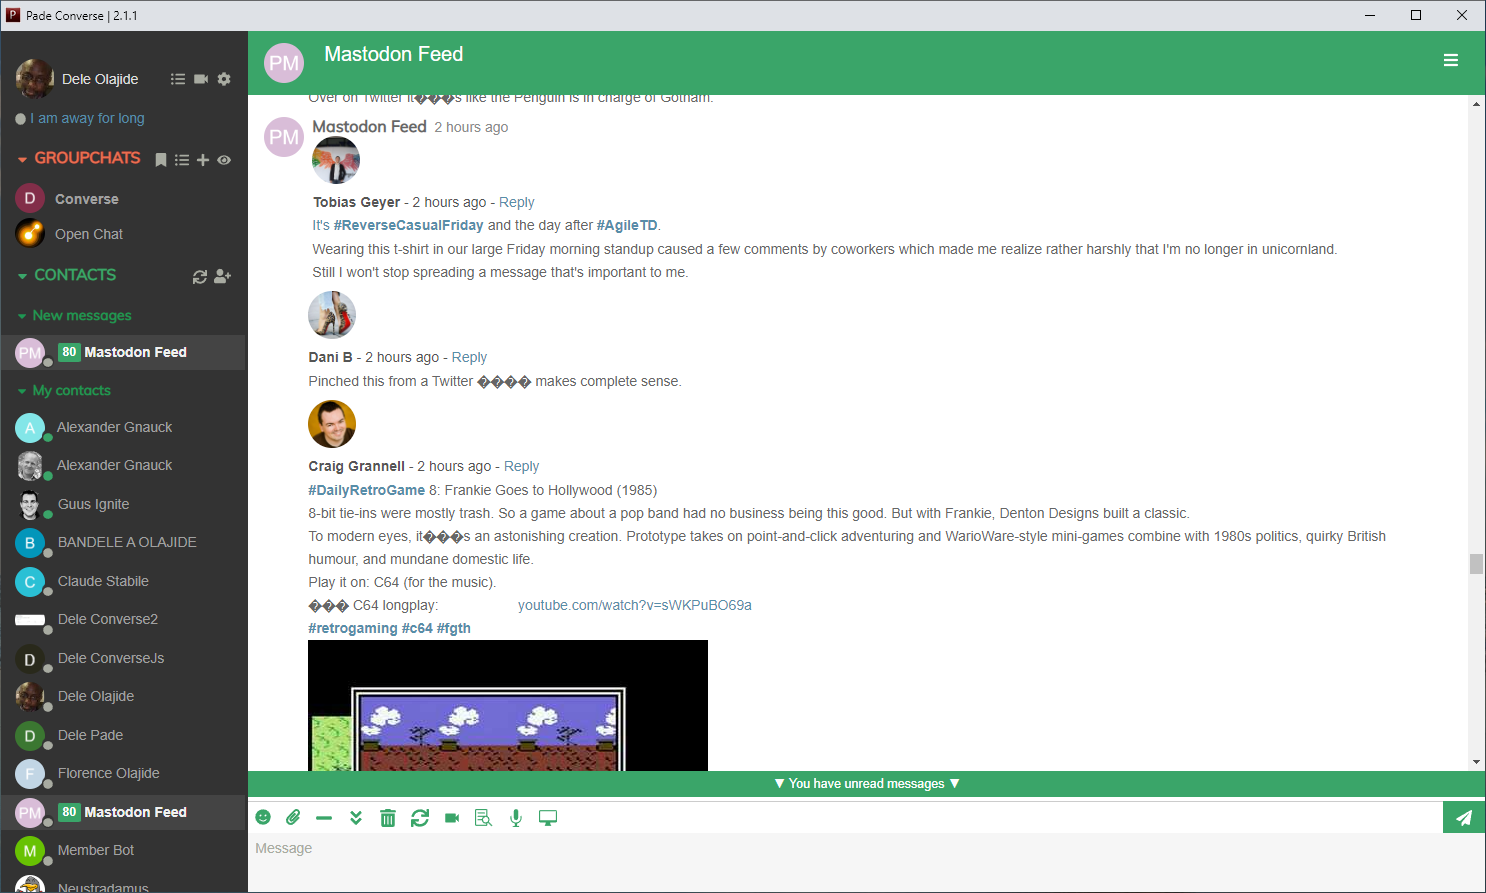 Pade Converse | 2.1.1
Dele Olajide
I am away for long
GROUPCHATS
D Converse
Open Chat
CONTACTS
New messages
PM 80 Mastodon Feed
My contacts
A Alexander Gnauck
Alexander Gnauck
Guus Ignite
B BANDELE A OLAJIDE
C Claude Stabile
Dele Converse2
D Dele ConverseJs
Dele Olajide
D Dele Pade
F Florence Olajide
PM 80 Mastodon Feed
M Member Bot
Neustradamus
PM Mastodon Feed
Over on Twitter it���s like the Penguin is in charge of Gotham.
PM Mastodon Feed 2 hours ago
Tobias Geyer - 2 hours ago - Reply
It's #ReverseCasualFriday and the day after #AgileTD.
Wearing this t-shirt in our large Friday morning standup caused a few comments by coworkers which made me realize rather harshly that I'm no longer in unicornland.
Still I won't stop spreading a message that's important to me.
Dani B - 2 hours ago - Reply
Pinched this from a Twitter ���� makes complete sense.
Craig Grannell - 2 hours ago - Reply
#DailyRetroGame 8: Frankie Goes to Hollywood (1985)
8-bit tie-ins were mostly trash. So a game about a pop band had no business being this good. But with Frankie, Denton Designs built a classic.
To modern eyes, it���s an astonishing creation. Prototype takes on point-and-click adventuring and WarioWare-style mini-games combine with 1980s politics, quirky British
humour, and mundane domestic life.
Play it on: C64 (for the music).
��� C64 longplay: youtube.com/watch?v=sWKPuBO69a
#retrogaming #c64 #fgth
▼ You have unread messages ▼
Message